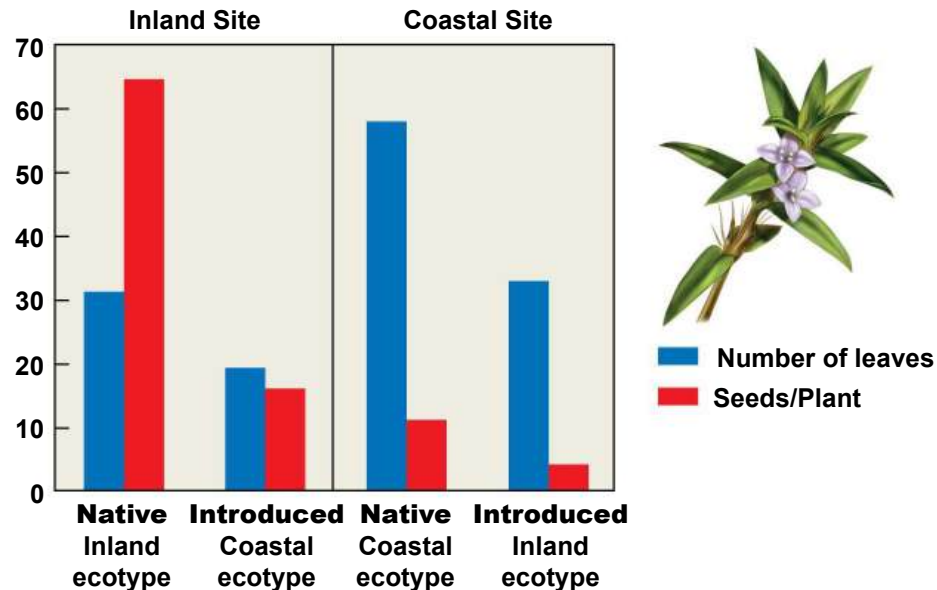 Inland Site
Coastal Site
70
60
50
40
30
20
10
0
Native
Inland
ecotype
Introduced
Coastal
ecotype
Native
Coastal
ecotype
Introduced
Inland
ecotype
Number of leaves
Seeds/Plant